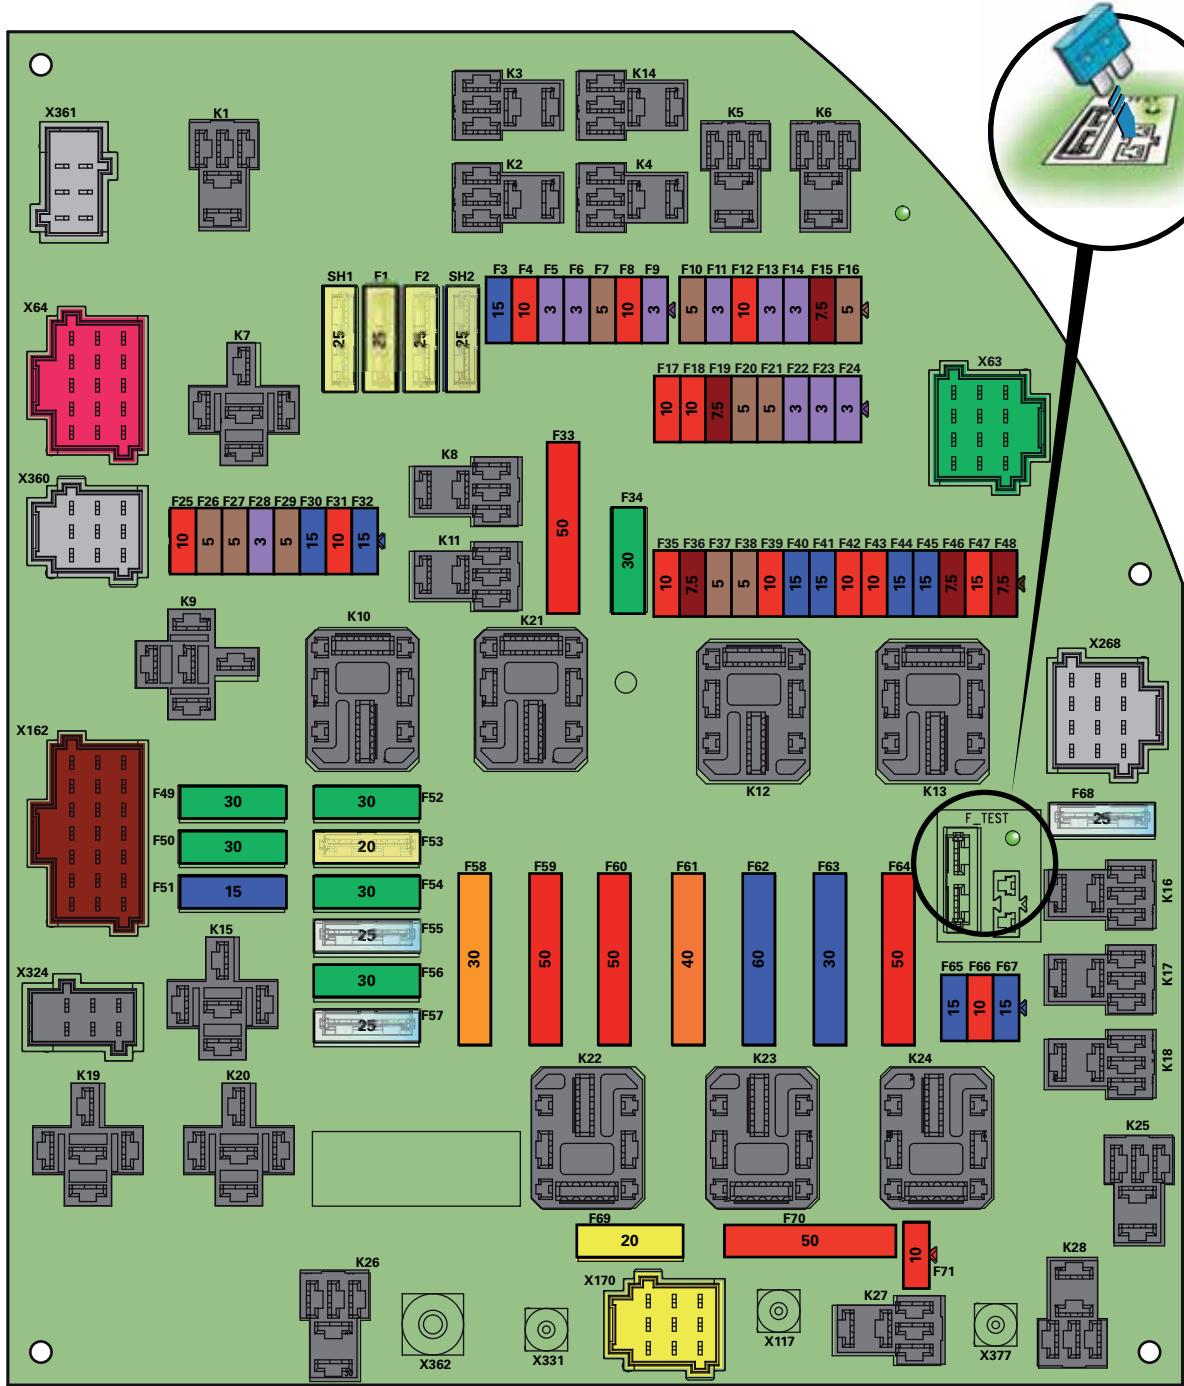 X361 K1 K3 K14 K5 K6
K2 K4
SH1 F1 F2 SH2 F3 F4 F5 F6 F7 F8 F9 F10 F11 F12 F13 F14 F15 F16
25 25 25 25 15 10 3 3 5 10 3 5 3 10 3 3 7.5 5
X64 K7 X63
F17 F18 F19 F20 F21 F22 F23 F24
10 10 7.5 5 5 3 3 3
F33
50
K8
F34
30
X360
F25 F26 F27 F28 F29 F30 F31 F32
10 5 5 3 5 15 10 15
K11
F35 F36 F37 F38 F39 F40 F41 F42 F43 F44 F45 F46 F47 F48
10 7.5 5 5 10 15 15 10 10 15 15 7.5 15 7.5
K9 K10 K21 X268
X162 K12 K13
F49 30 30 F52
F50 30 20 F53
F51 15 30 F54
25 F55
30 F56
25 F57
F68
25
F_TEST
F58 F59 F60 F61 F62 F63 F64
30 50 50 40 60 30 50
K16
K15 X324
F65 F66 F67
15 10 15
K17
K18
K19 K20 K22 K23 K24 K25
F69 F70
20 50
10
F71
K26 X170 K27 K28
30
X362 X331 X117 X377